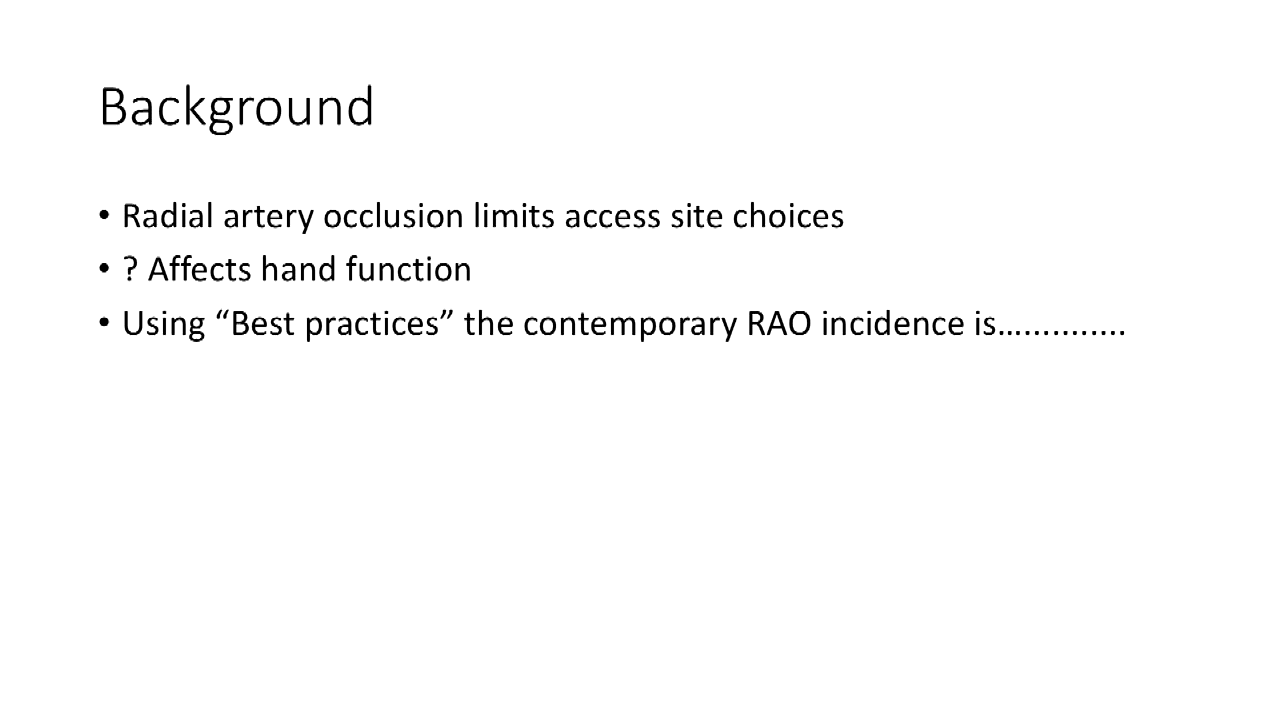 Background
• Radial artery occlusion limits access site choices
• ? Affects hand function
• Using “Best practices” the contemporary RAO incidence is…...........